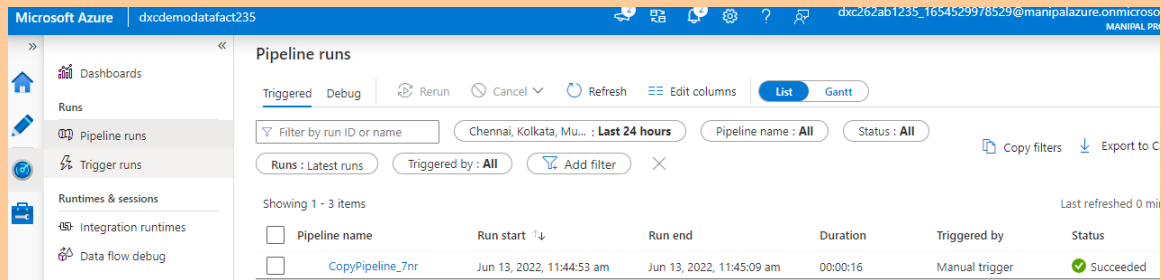 Microsoft Azure | dxcdemodatafact235
2
2
dxc262ab1235_1654529978529@manipalazure.onmicroso
MANIPAL PRO
» «
Dashboards
Runs
Pipeline runs
Trigger runs
Runtimes & sessions
Integration runtimes
Data flow debug
Pipeline runs
Triggered Debug Rerun Cancel Refresh Edit columns List Gantt
Filter by run ID or name Chennai, Kolkata, Mu... : Last 24 hours Pipeline name : All Status : All
Runs : Latest runs Triggered by : All Add filter
Copy filters Export to C
Showing 1 - 3 items Last refreshed 0 min
Pipeline name Run start ↑↓ Run end Duration Triggered by Status
CopyPipeline_7nr Jun 13, 2022, 11:44:53 am Jun 13, 2022, 11:45:09 am 00:00:16 Manual trigger Succeeded